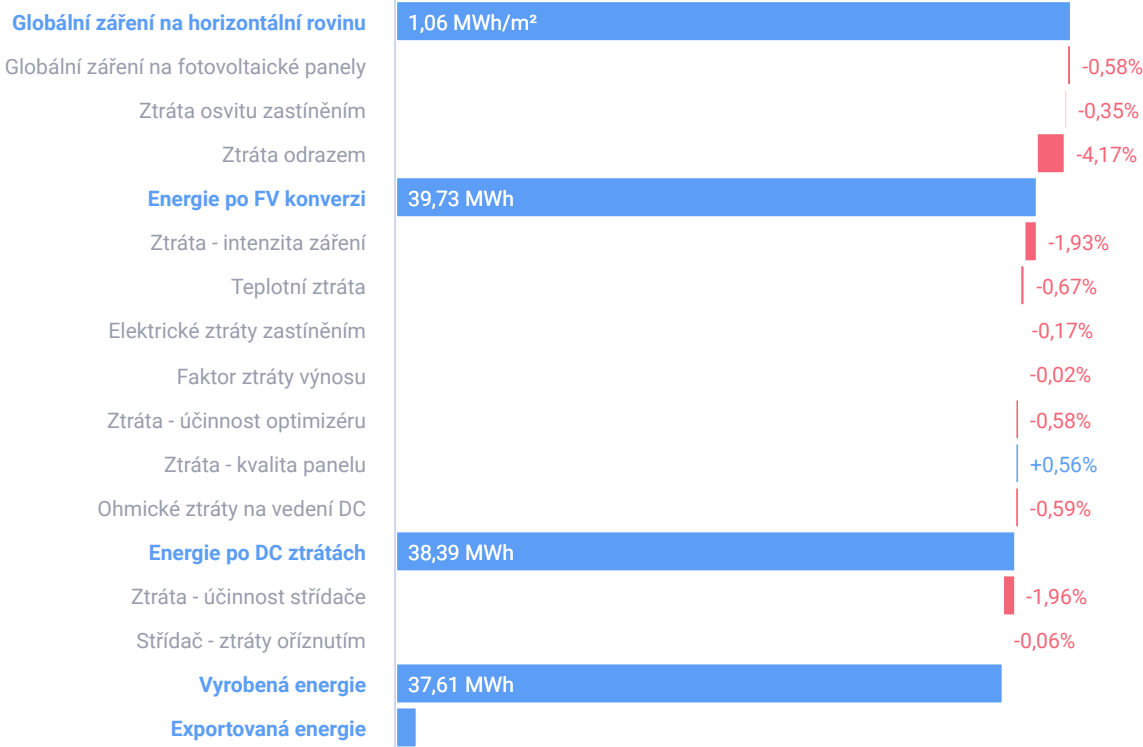 Globální záření na horizontální rovinu 1,06 MWh/m²
Globální záření na fotovoltaické panely -0,58%
Ztráta osvitu zastíněním -0,35%
Ztráta odrazem -4,17%
Energie po FV konverzi 39,73 MWh
Ztráta - intenzita záření -1,93%
Teplotní ztráta -0,67%
Elektrické ztráty zastíněním -0,17%
Faktor ztráty výnosu -0,02%
Ztráta - účinnost optimizéru -0,58%
Ztráta - kvalita panelu +0,56%
Ohmické ztráty na vedení DC -0,59%
Energie po DC ztrátách 38,39 MWh
Ztráta - účinnost střídače -1,96%
Střídač - ztráty oříznutím -0,06%
Vyrobená energie 37,61 MWh
Exportovaná energie